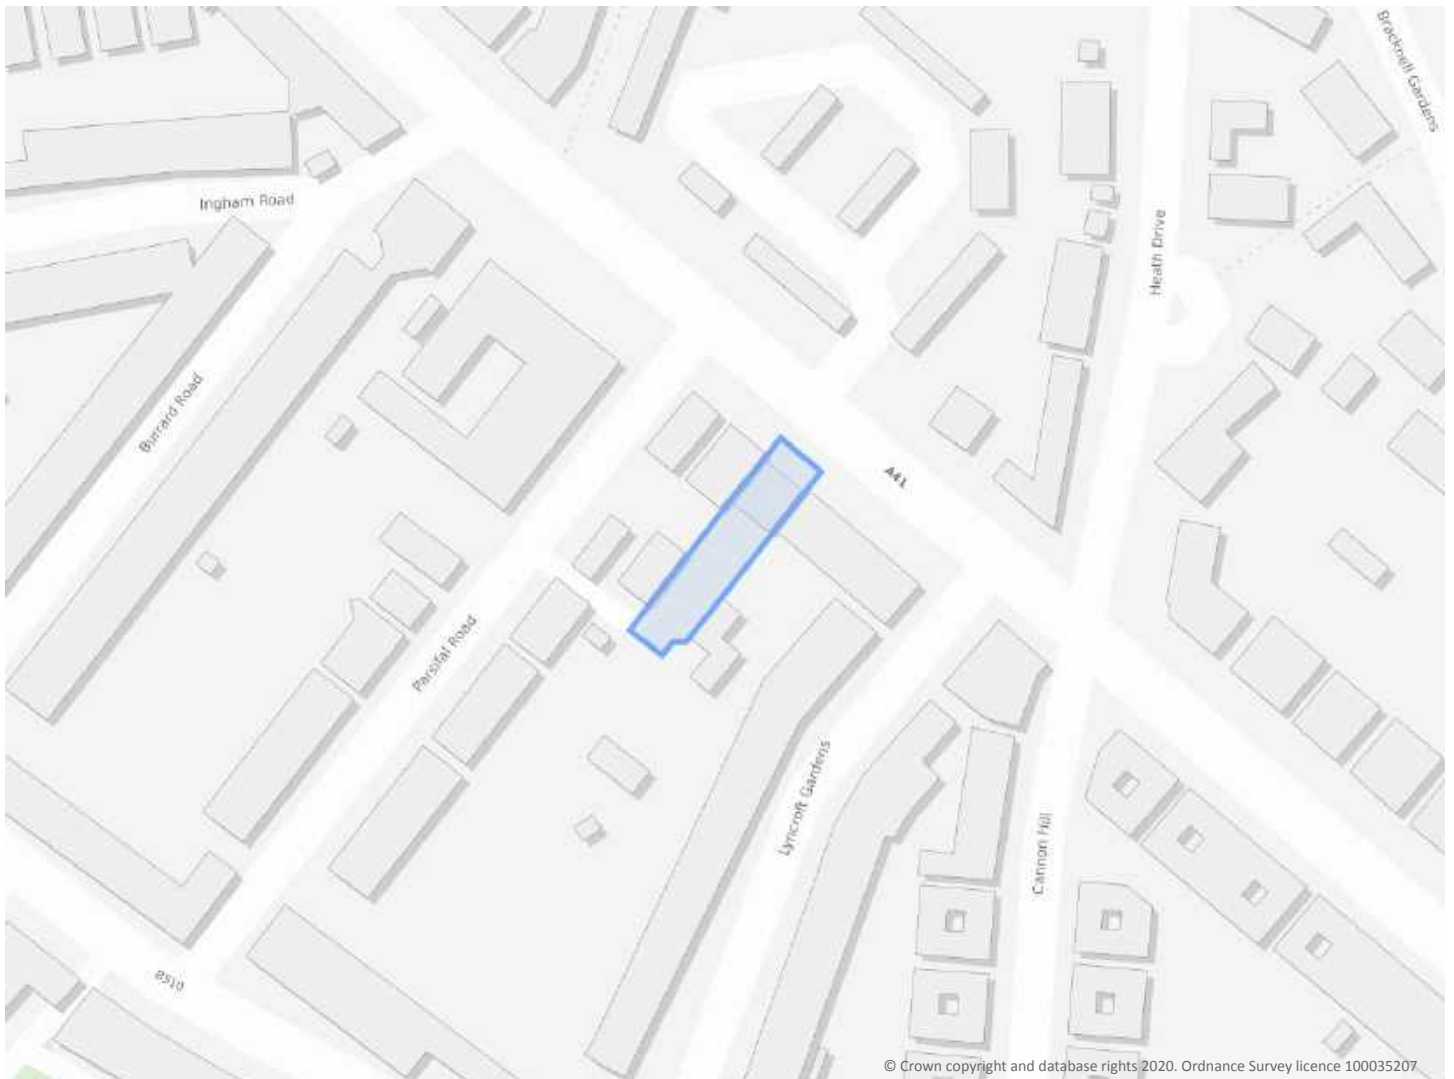 Bracknell Gardens
Ingham Road
Heath Drive
Burrard Road
A41
Parsifal Road
Lyncroft Gardens
Cannon Hill
B510
© Crown copyright and database rights 2020. Ordnance Survey licence 100035207